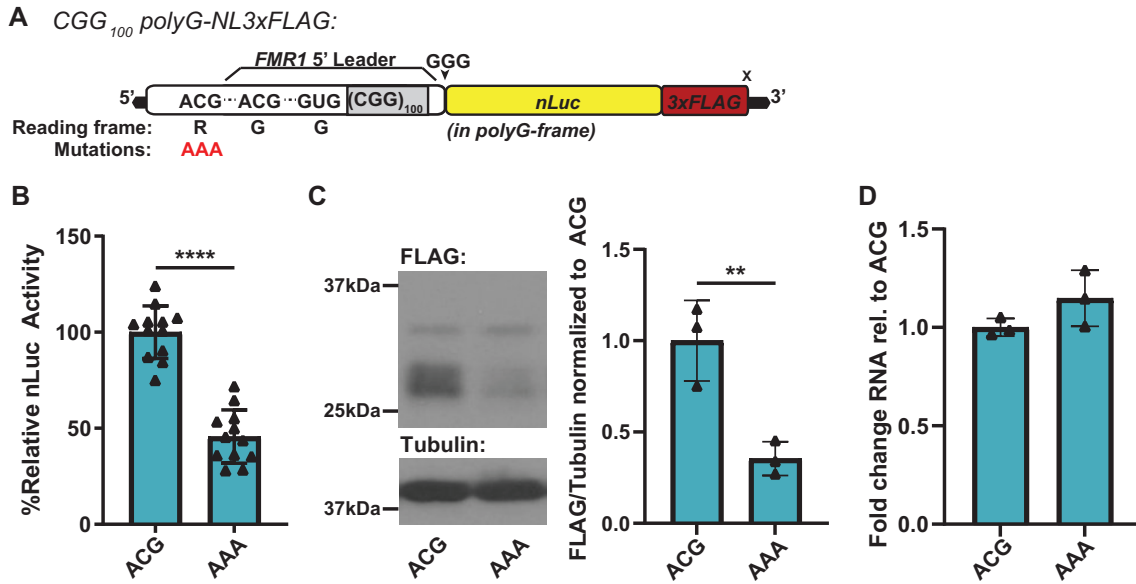 A CGG100 polyG-NL3xFLAG:
FMR1 5' Leader GGG x
5' ACG ACG GUG (CGG)100 nLuc 3xFLAG 3'
Reading frame: R G G (in polyG-frame)
Mutations: AAA
B
%Relative nLuc Activity
150
100
50
0
****
ACG AAA
C
FLAG:
37kDa
25kDa
Tubulin:
37kDa
ACG AAA
FLAG/Tubulin normalized to ACG
1.5
1.0
0.5
0.0
**
ACG AAA
D
Fold change RNA rel. to ACG
1.5
1.0
0.5
0.0
ACG AAA